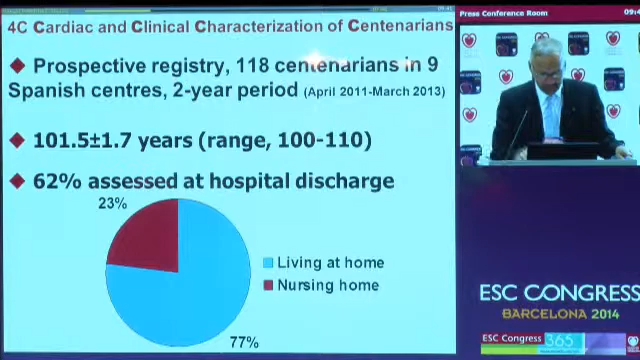 4C Cardiac and Clinical Characterization of Centenarians
◆ Prospective registry, 118 centenarians in 9
Spanish centres, 2-year period (April 2011-March 2013)
◆ 101.5±1.7 years (range, 100-110)
◆ 62% assessed at hospital discharge
23%
Living at home
Nursing home
77%
Press Conference Room
ESC CONGRESS
BARCELONA 2014
ESC Congress
365